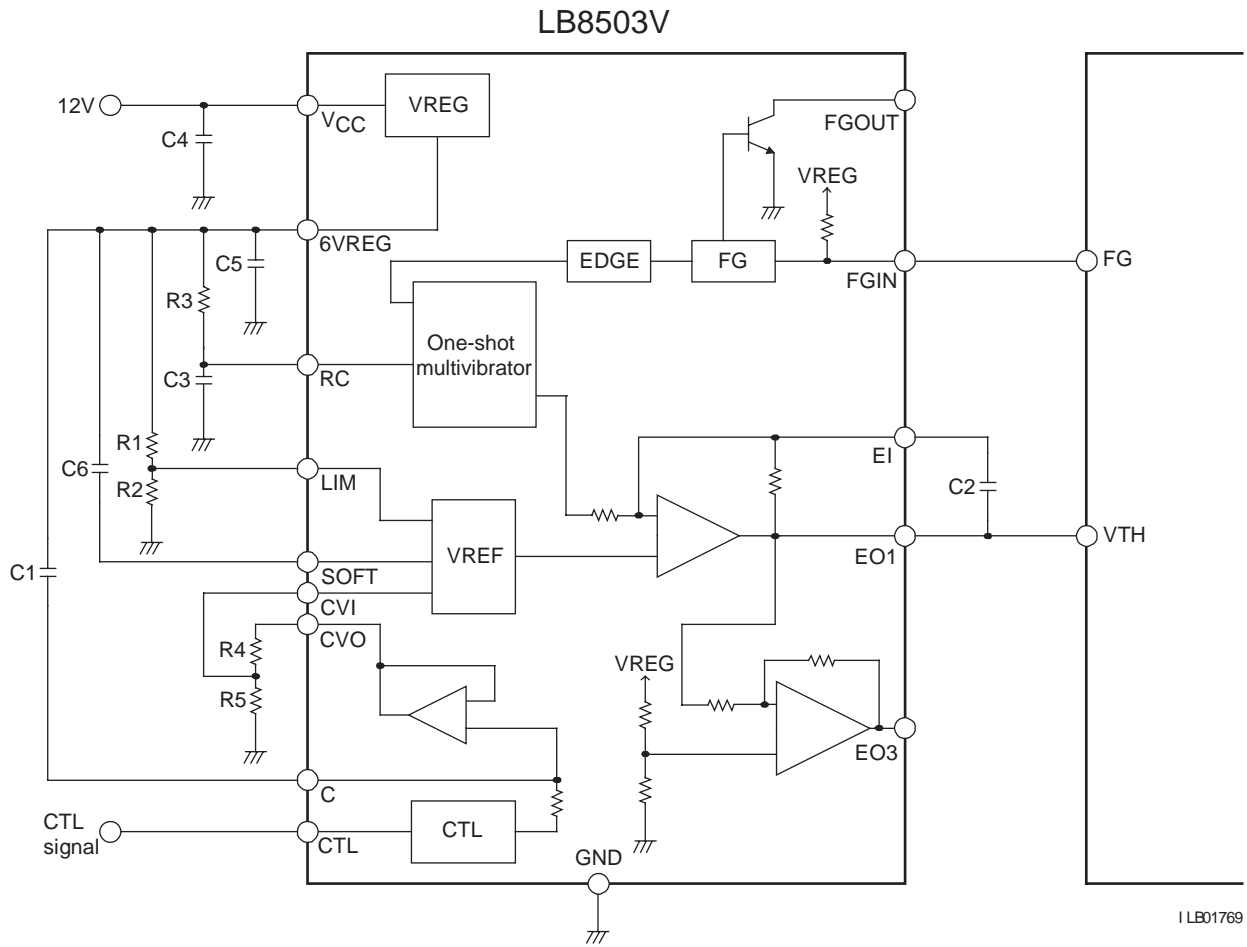 LB8503V
12V
VCC
VREG
C4
FGOUT
VREG
6VREG
C5
EDGE
FG
FGIN
FG
R3
One-shot
multivibrator
RC
C3
R1
EI
C6
LIM
R2
C2
VREF
EO1
VTH
C1
SOFT
CVI
CVO
R4
VREG
R5
EO3
C
CTL
signal
CTL
CTL
GND
ILB01769